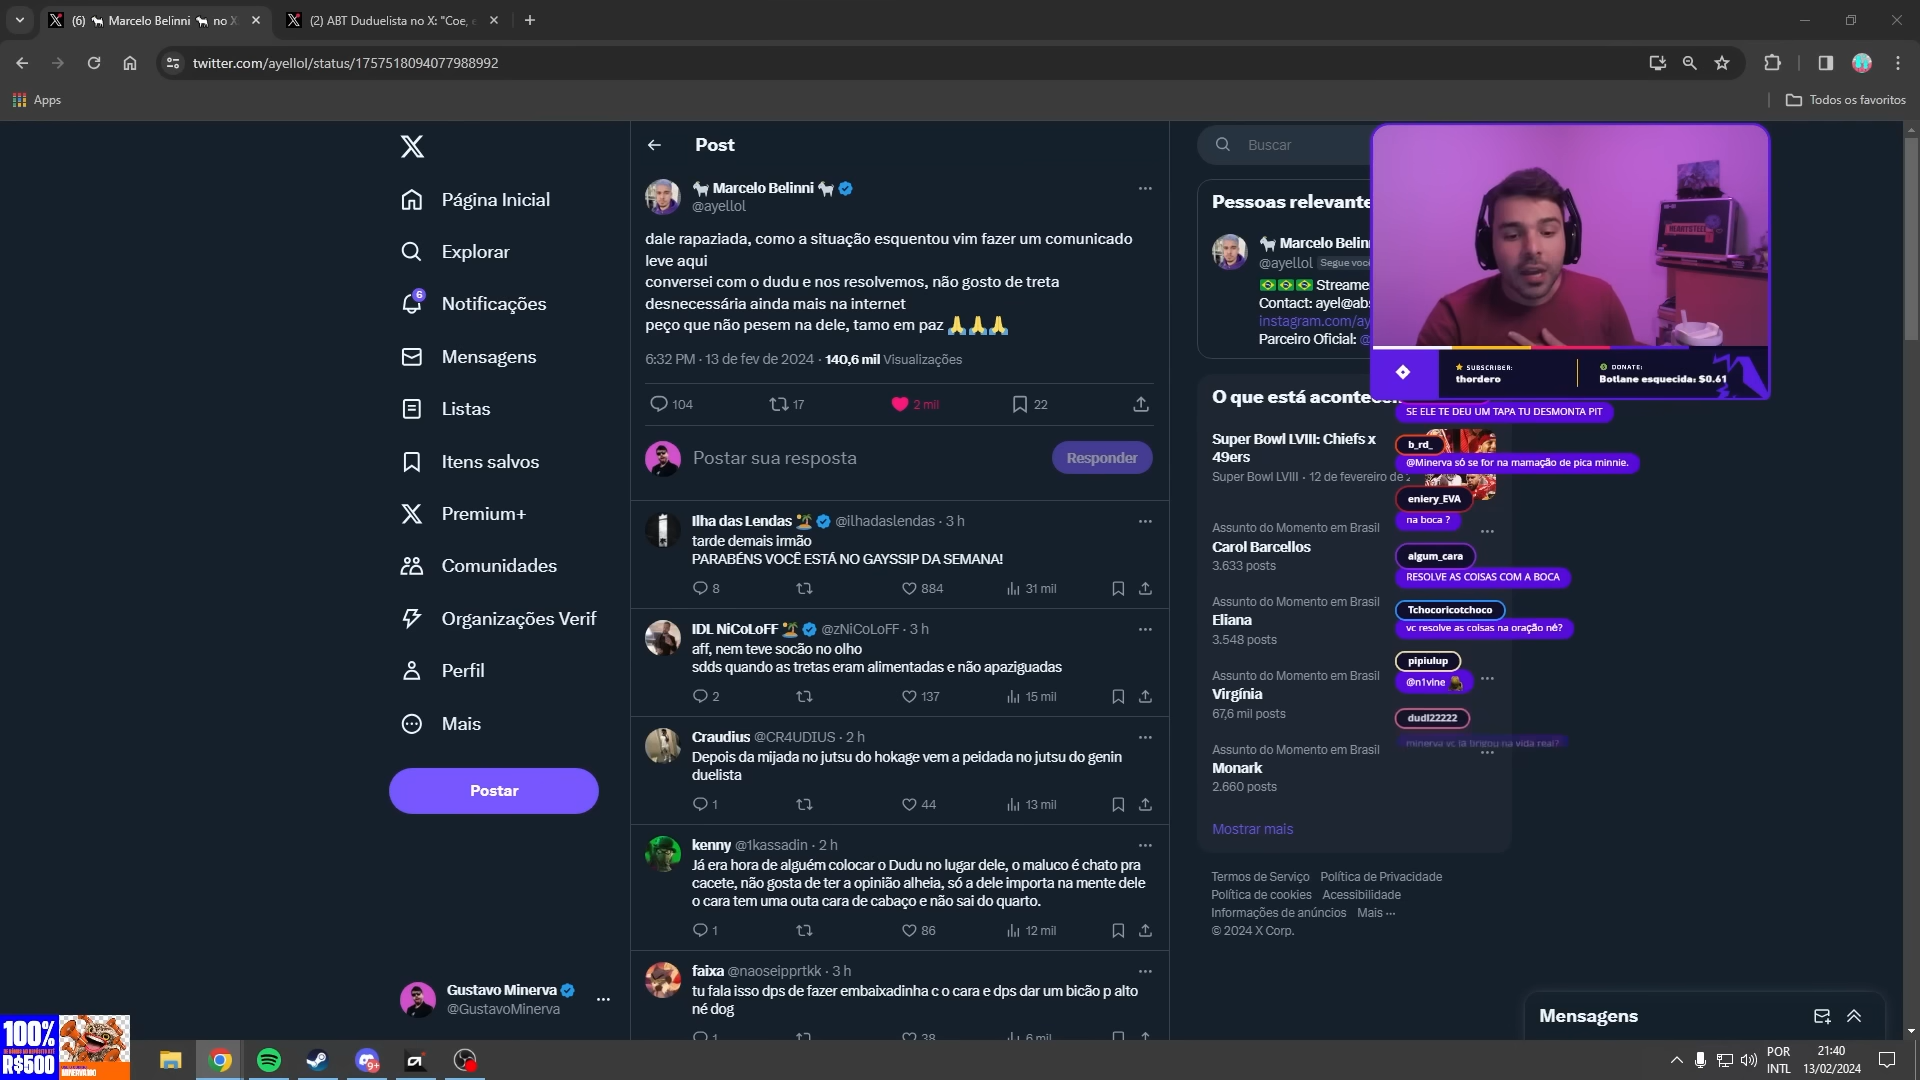 (6) 🐐 Marcelo Belinni 🐐 no X
(2) ABT Duduelista no X: "Coe, e
twitter.com/ayellol/status/1757518094077988992
Apps
Todos os favoritos
Página Inicial
Explorar
6
Notificações
Mensagens
Listas
Itens salvos
Premium+
Comunidades
Organizações Verif
Perfil
Mais
Postar
Gustavo Minerva
@GustavoMinerva
Post
🐐 Marcelo Belinni 🐐
@ayellol
dale rapaziada, como a situação esquentou vim fazer um comunicado
leve aqui
conversei com o dudu e nos resolvemos, não gosto de treta
desnecessária ainda mais na internet
peço que não pesem na dele, tamo em paz 🙏🙏🙏
6:32 PM · 13 de fev de 2024 · 140,6 mil Visualizações
104 17 2 mil 22
Postar sua resposta
Responder
Ilha das Lendas 🏝️ @ilhadaslendas · 3 h
tarde demais irmão
PARABÉNS VOCÊ ESTÁ NO GAYSSIP DA SEMANA!
8 884 31 mil
IDL NiCoLoFF 🏝️ @zNiCoLoFF · 3 h
aff, nem teve socão no olho
sdds quando as tretas eram alimentadas e não apaziguadas
2 137 15 mil
Craudius @CR4UDIUS · 2 h
Depois da mijada no jutsu do hokage vem a peidada no jutsu do genin
duelista
1 44 13 mil
kenny @1kassadin · 2 h
Já era hora de alguém colocar o Dudu no lugar dele, o maluco é chato pra
cacete, não gosta de ter a opinião alheia, só a dele importa na mente dele
o cara tem uma outa cara de cabaço e não sai do quarto.
1 86 12 mil
faixa @naoseipprtkk · 3 h
tu fala isso dps de fazer embaixadinha c o cara e dps dar um bicão p alto
né dog
1 38 6 mil
Buscar
Pessoas relevante
🐐 Marcelo Belin
@ayellol Segue você
🇧🇷🇧🇷🇧🇷 Streame
Contact: ayel@abs
instagram.com/ay
Parceiro Oficial: @
HEARTSTEEL
SUBSCRIBER:
thordero
DONATE:
Botlane esquecida: $0.61
O que está acontece
Super Bowl LVIII: Chiefs x
49ers
Super Bowl LVIII · 12 de fevereiro de 2
Assunto do Momento em Brasil
Carol Barcellos
3.633 posts
Assunto do Momento em Brasil
Eliana
3.548 posts
Assunto do Momento em Brasil
Virgínia
67,6 mil posts
Assunto do Momento em Brasil
Monark
2.660 posts
Mostrar mais
SE ELE TE DEU UM TAPA TU DESMONTA PIT
b_rd_
@Minerva só se for na mamação de pica minnie.
eniery_EVA
na boca ?
algum_cara
RESOLVE AS COISAS COM A BOCA
Tchocoricotchoco
vc resolve as coisas na oração né?
pipiulup
@n1vine
dudi22222
minerva vc já tingou na vida real?
Termos de Serviço Política de Privacidade
Política de cookies Acessibilidade
Informações de anúncios Mais ···
© 2024 X Corp.
Mensagens
100%
R$500
MINERVA100
9+
POR
INTL
21:40
13/02/2024